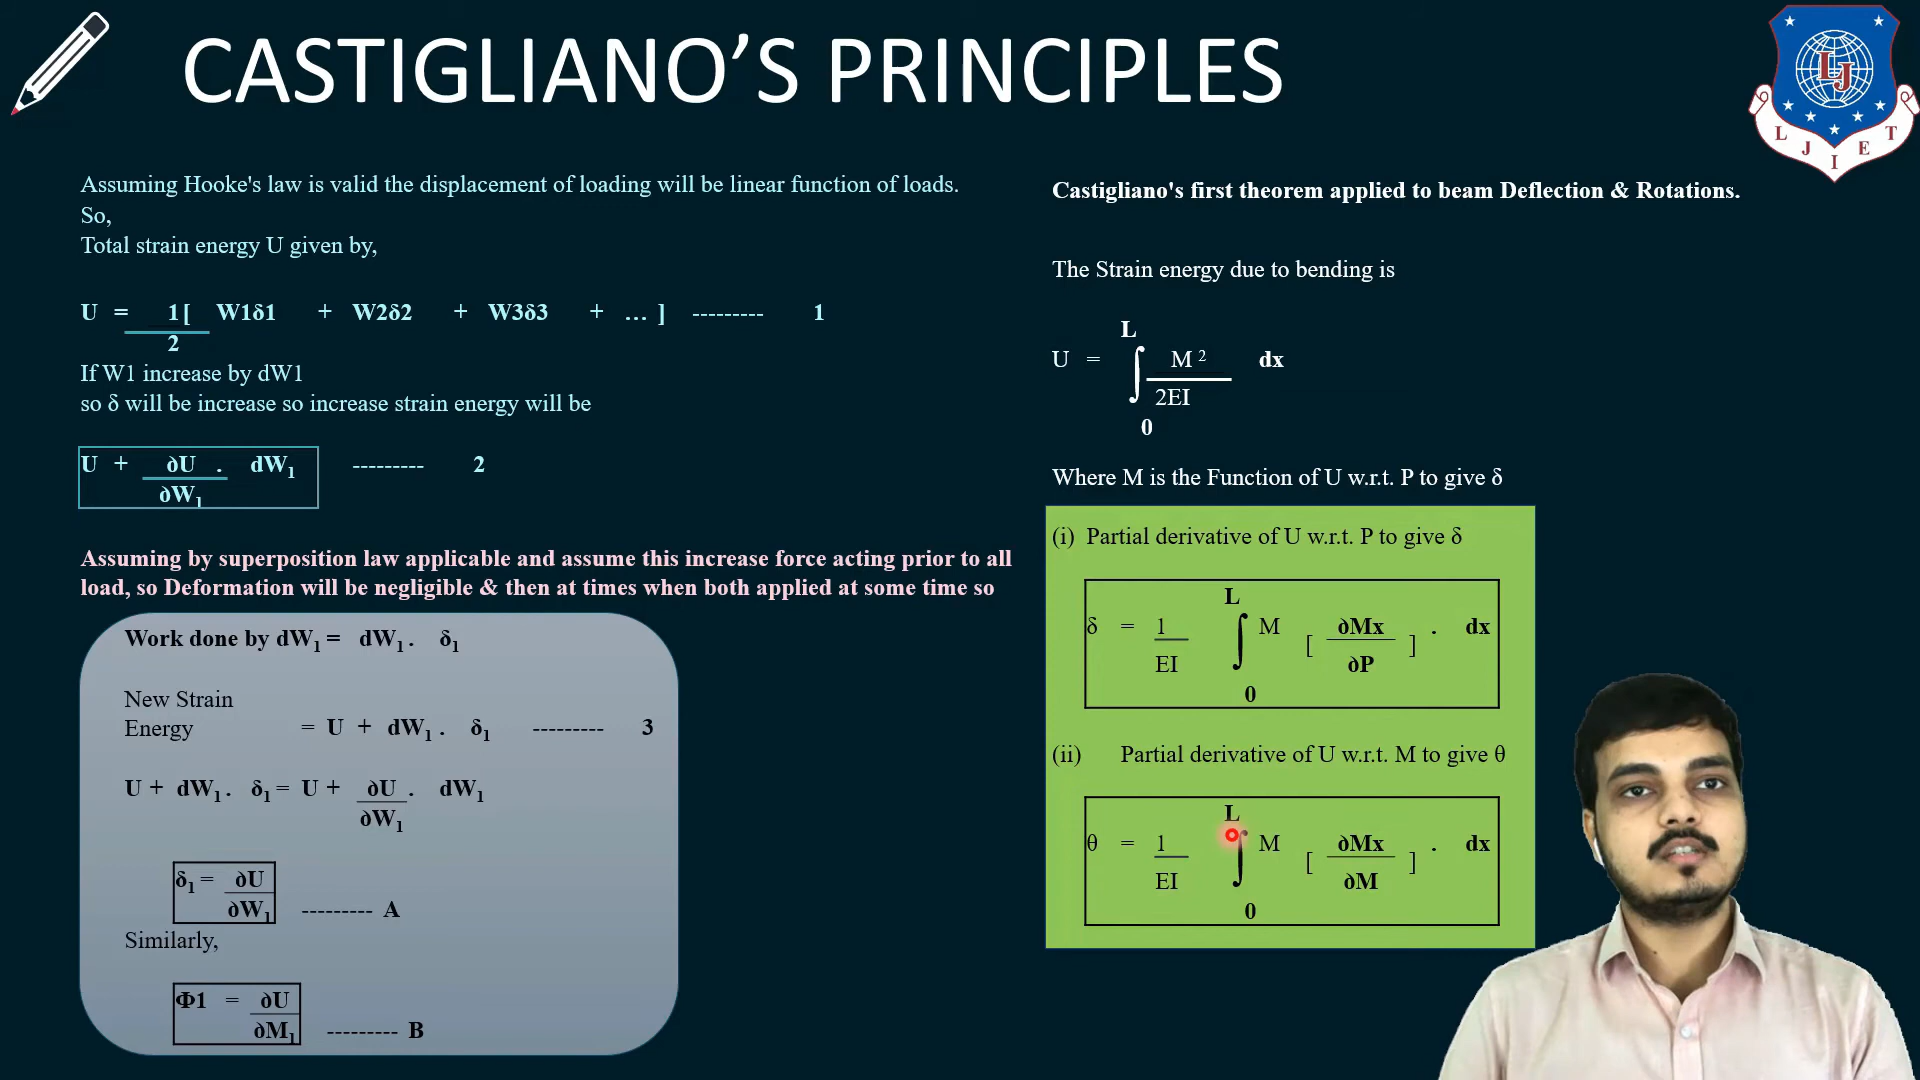 CASTIGLIANO’S PRINCIPLES
L J I E T
LJ
Assuming Hooke's law is valid the displacement of loading will be linear function of loads.
So,
Total strain energy U given by,
U = 1 [ W1δ1 + W2δ2 + W3δ3 + … ] --------- 1
2
If W1 increase by dW1
so δ will be increase so increase strain energy will be
U + ∂U . dW1 --------- 2
∂W1
Assuming by superposition law applicable and assume this increase force acting prior to all
load, so Deformation will be negligible & then at times when both applied at some time so
Work done by dW1 = dW1 . δ1
New Strain
Energy = U + dW1 . δ1 --------- 3
U + dW1 . δ1 = U + ∂U . dW1
∂W1
δ1 = ∂U
∂W1 --------- A
Similarly,
Φ1 = ∂U
∂M1 --------- B
Castigliano's first theorem applied to beam Deflection & Rotations.
The Strain energy due to bending is
L
U = ∫ M 2 dx
2EI
0
Where M is the Function of U w.r.t. P to give δ
(i) Partial derivative of U w.r.t. P to give δ
L
δ = 1 ∫ M [ ∂Mx ] . dx
EI ∂P
0
(ii) Partial derivative of U w.r.t. M to give θ
L
θ = 1 ∫ M [ ∂Mx ] . dx
EI ∂M
0